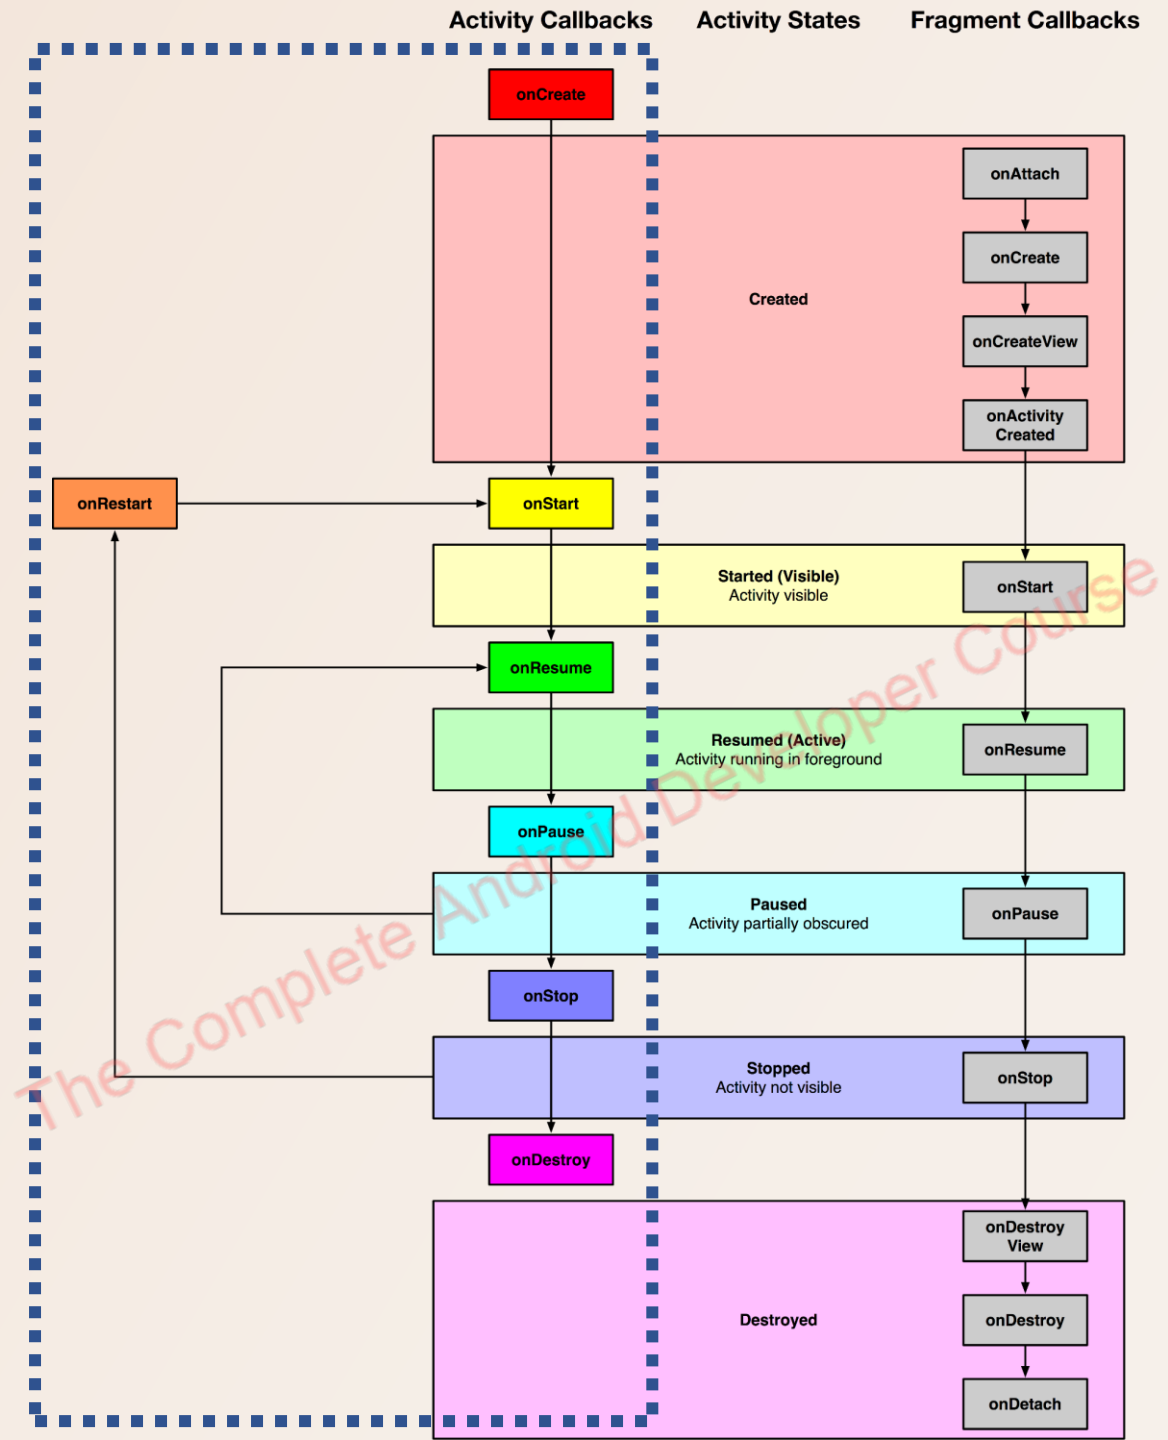 Activity Callbacks
Activity States
Fragment Callbacks
onCreate
onAttach
onCreate
Created
onCreateView
onActivity
Created
onRestart
onStart
Started (Visible)
Activity visible
onStart
onResume
Resumed (Active)
Activity running in foreground
onResume
onPause
Paused
Activity partially obscured
onPause
onStop
Stopped
Activity not visible
onStop
onDestroy
onDestroy
View
Destroyed
onDestroy
onDetach
The Complete Android Developer Course